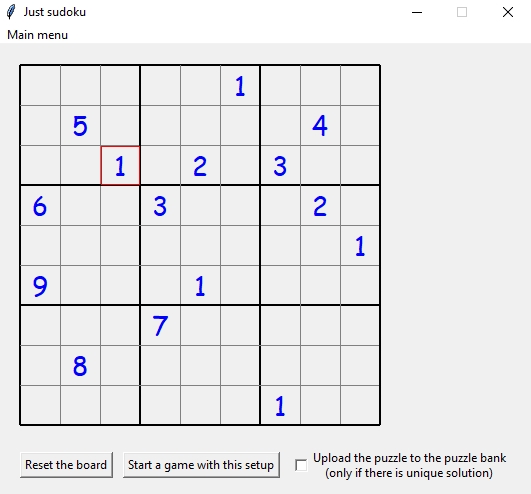 Just sudoku
Main menu
1
5 4
1 2 3
6 3 2
1
9 1
7
8
1
Reset the board
Start a game with this setup
Upload the puzzle to the puzzle bank
(only if there is unique solution)